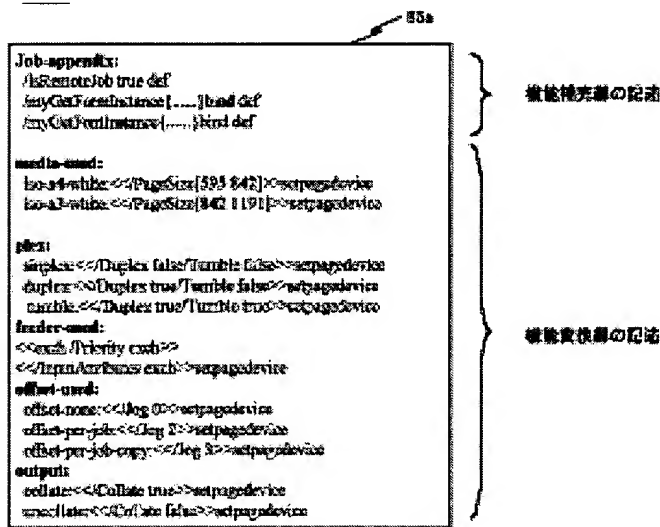 85a
Job-appendix:
/IsRemoteJob true def
/myGetFormInstance{.....}bind def
/myGetFontInstance{.....}bind def
機能補完部の記述
media-used:
iso-a4-white:<</PageSize[595 842]>>setpagedevice
iso-a3-white:<</PageSize[842 1191]>>setpagedevice
plex:
simplex:<</Duplex false/Tumble false>>setpagedevice
duplex:<</Duplex true/Tumble false>>setpagedevice
tumble:<</Duplex true/Tumble true>>setpagedevice
feeder-used:
<<exch /Priority exch>>
<</InputAttributes exch>>setpagedevice
機能置換部の記述
offset-used:
offset-none:<</Jog 0>>setpagedevice
offset-per-job:<</Jog 2>>setpagedevice
offset-per-job-copy:<</Jog 3>>setpagedevice
output:
collate:<</Collate true>>setpagedevice
uncollate:<</Collate false>>setpagedevice